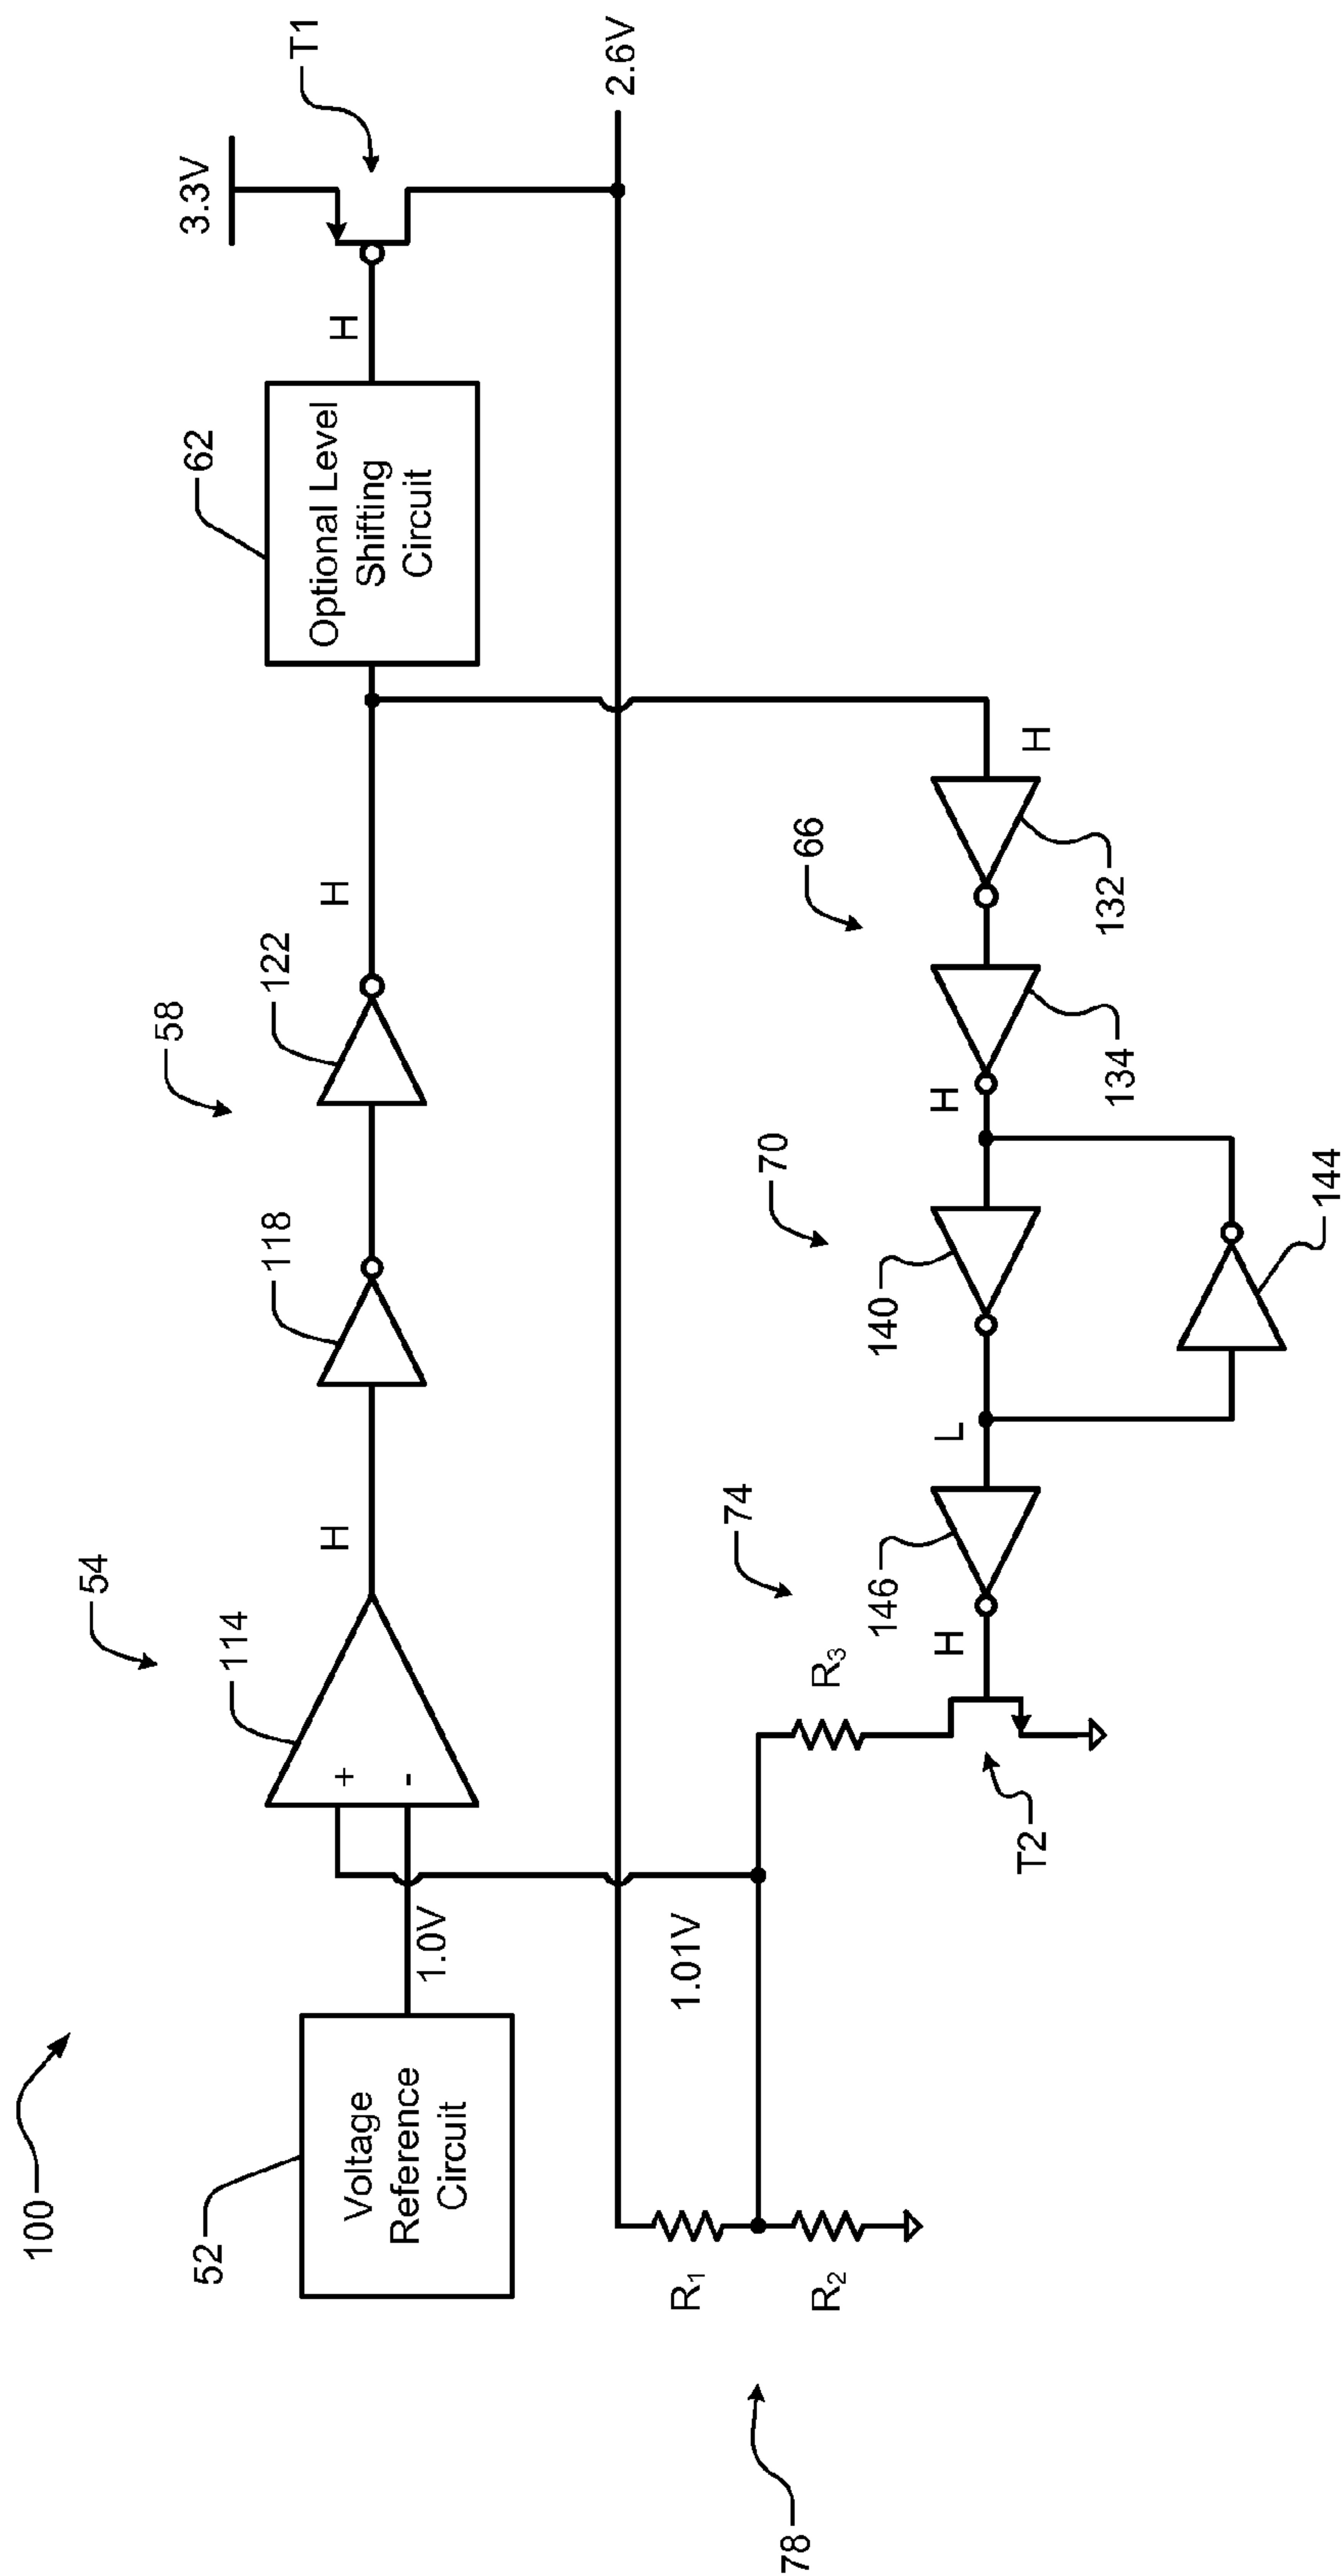 100
52
Voltage
Reference
Circuit
1.0V
54
114
+
-
H
58
118
122
H
62
Optional Level
Shifting
Circuit
H
3.3V
T1
2.6V
78
R1
R2
1.01V
R3
T2
74
H
146
L
70
140
144
H
66
134
132
H